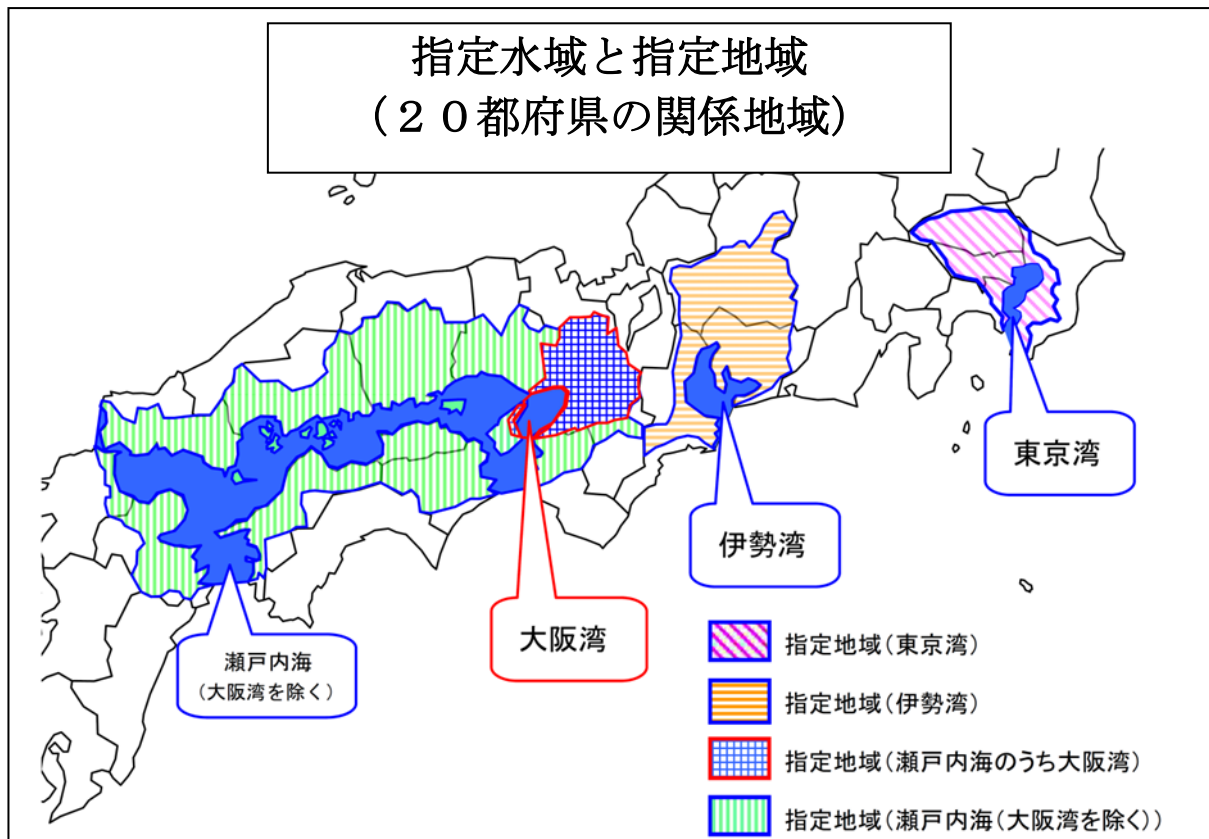 指定水域と指定地域
（２０都府県の関係地域）
東京湾
伊勢湾
大阪湾
瀬戸内海
(大阪湾を除く)
指定地域(東京湾)
指定地域(伊勢湾)
指定地域(瀬戸内海のうち大阪湾)
指定地域(瀬戸内海(大阪湾を除く))